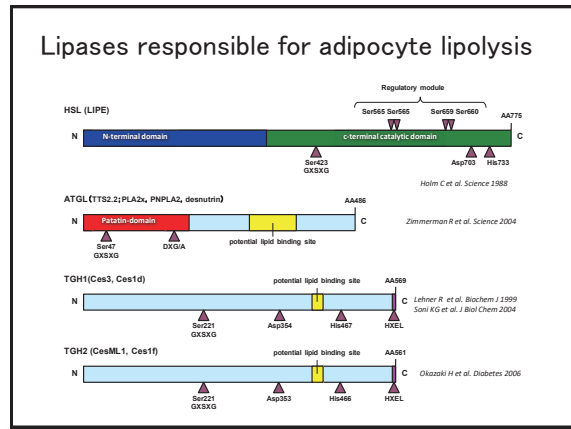 Lipases responsible for adipocyte lipolysis
Regulatory module
HSL (LIPE)
Ser565 Ser565 Ser659 Ser660
AA775
N N-terminal domain c-terminal catalytic domain C
Ser423 Asp703 His733
GXSXG
Holm C et al. Science 1988
ATGL(TTS2.2;PLA2x, PNPLA2, desnutrin)
AA486
N Patatin-domain C
Zimmerman R et al. Science 2004
Ser47 DXG/A potential lipid binding site
GXSXG
TGH1(Ces3, Ces1d) potential lipid binding site AA569
N C
Lehner R et al. Biochem J 1999
Soni KG et al. J Biol Chem 2004
Ser221 Asp354 His467 HXEL
GXSXG
TGH2 (CesML1, Ces1f) potential lipid binding site AA561
N C
Okazaki H et al. Diabetes 2006
Ser221 Asp353 His466 HXEL
GXSXG